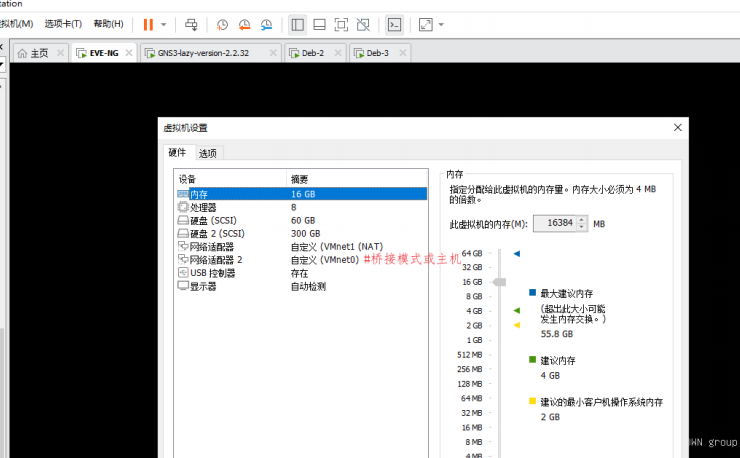 tation
拟机(M) 选项卡(T) 帮助(H)
主页 EVE-NG GNS3-lazy-version-2.2.32 Deb-2 Deb-3
虚拟机设置
硬件 选项
设备 摘要
内存 16 GB
处理器 8
硬盘 (SCSI) 60 GB
硬盘 2 (SCSI) 300 GB
网络适配器 自定义 (VMnet1 (NAT)
网络适配器 2 自定义 (VMnet0) #桥接模式或主机
USB 控制器 存在
显示器 自动检测
内存
指定分配给此虚拟机的内存量。内存大小必须为 4 MB
的倍数。
此虚拟机的内存(M): 16384 MB
64 GB
32 GB
16 GB
8 GB
4 GB
2 GB
1 GB
512 MB
256 MB
128 MB
64 MB
32 MB
16 MB
8 MB
4 MB
最大建议内存
(超出此大小可能
发生内存交换。)
55.8 GB
建议内存
4 GB
建议的最小客户机操作系统内存
2 GB
group